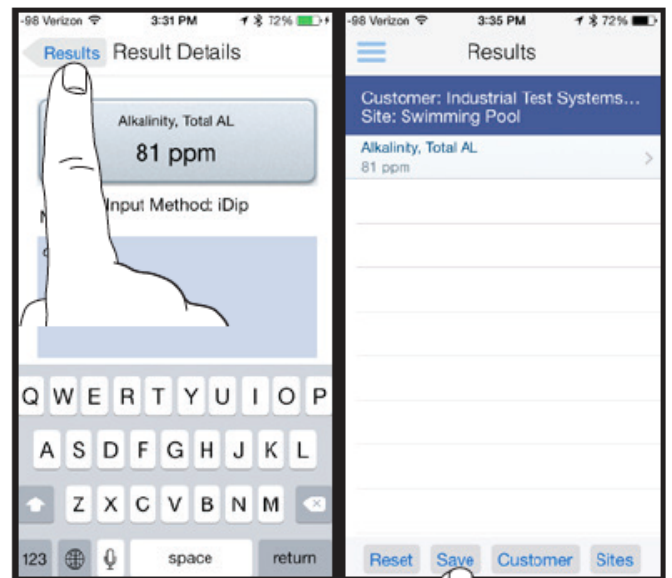 -98 Verizon 3:31 PM 72%
Results Result Details
Alkalinity, Total AL
81 ppm
Input Method: iDip
Q W E R T Y U I O P
A S D F G H J K L
Z X C V B N M
123 space return
-98 Verizon 3:35 PM 72%
Results
Customer: Industrial Test Systems...
Site: Swimming Pool
Alkalinity, Total AL
81 ppm
Reset Save Customer Sites